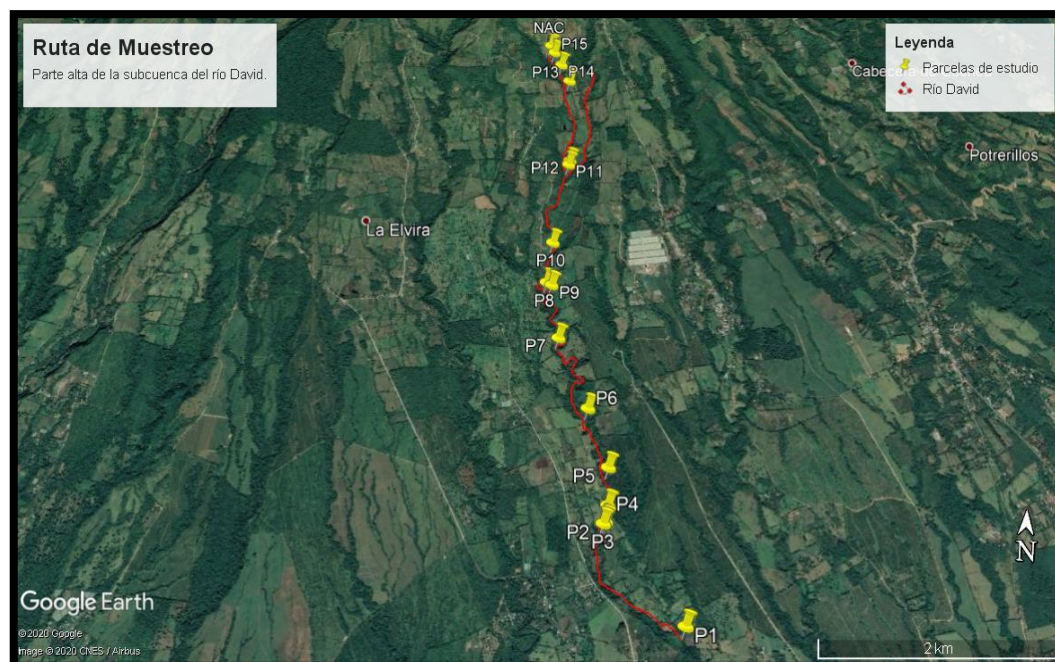 Ruta de Muestreo
Parte alta de la subcuenca del río David.
Leyenda
Parcelas de estudio
Río David
NAC
P15
P13
P14
Potrerillos
P12
P11
La Elvira
P10
P8
P9
P7
P6
P5
P4
P2
P3
N
P1
Google Earth
©2020 Google
Image © 2020 CNES / Airbus
2 km